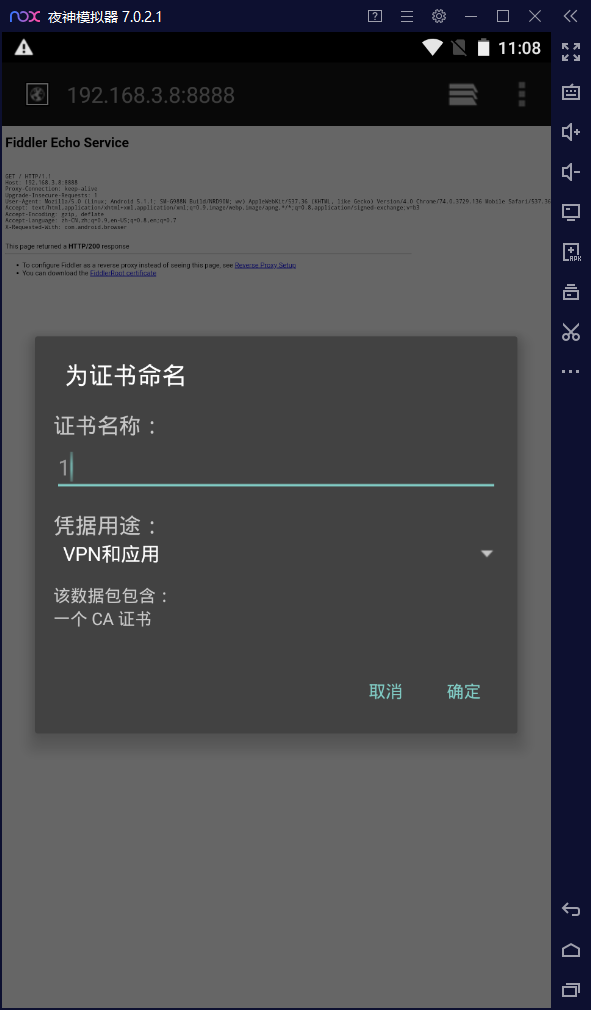 nox 夜神模拟器 7.0.2.1
11:08
192.168.3.8:8888
Fiddler Echo Service
GET / HTTP/1.1
Host: 192.168.3.8:8888
Proxy-Connection: keep-alive
Upgrade-Insecure-Requests: 1
User-Agent: Mozilla/5.0 (Linux; Android 5.1.1; SM-G988N Build/NRD90M; wv) AppleWebKit/537.36 (KHTML, like Gecko) Version/4.0 Chrome/74.0.3729.136 Mobile Safari/537.36
Accept: text/html,application/xhtml+xml,application/xml;q=0.9,image/webp,image/apng,*/*;q=0.8,application/signed-exchange;v=b3
Accept-Encoding: gzip, deflate
Accept-Language: zh-CN,zh;q=0.9,en-US;q=0.8,en;q=0.7
X-Requested-With: com.android.browser
This page returned a HTTP/200 response
To configure Fiddler as a reverse proxy instead of seeing this page, see Reverse Proxy Setup
You can download the FiddlerRoot certificate
为证书命名
证书名称：
1
凭据用途：
VPN和应用
该数据包包含：
一个 CA 证书
取消 确定
APK